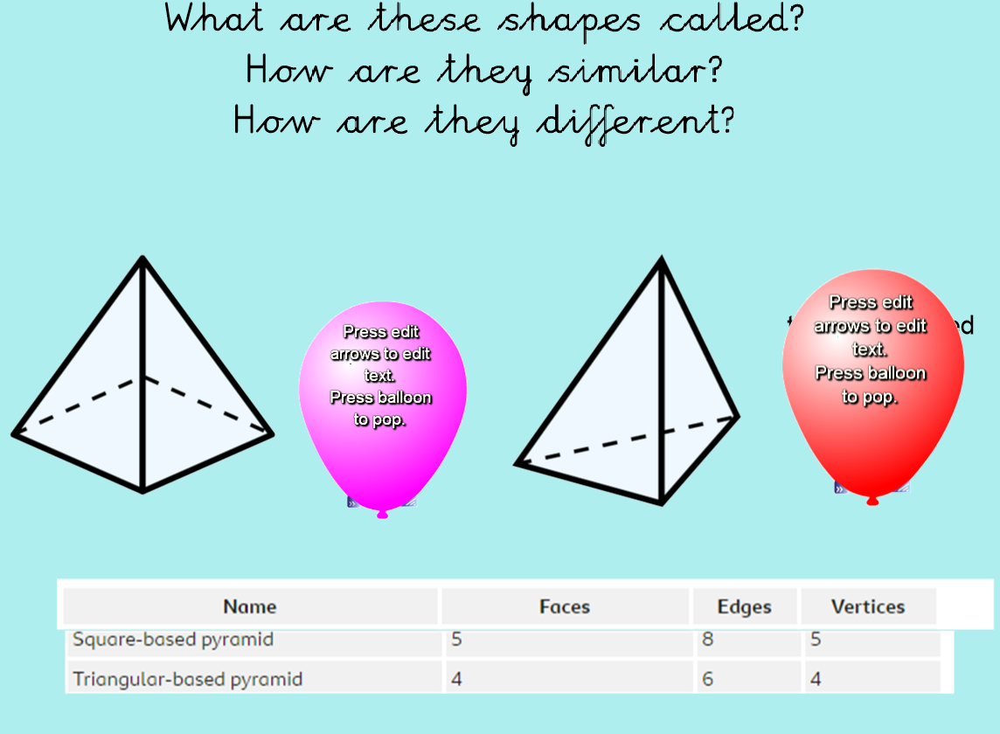 What are these shapes called?
How are they similar?
How are they different?
Press edit
arrows to edit
text.
Press balloon
to pop.
Press edit
arrows to edit
text.
Press balloon
to pop.
Name Faces Edges Vertices
Square-based pyramid 5 8 5
Triangular-based pyramid 4 6 4